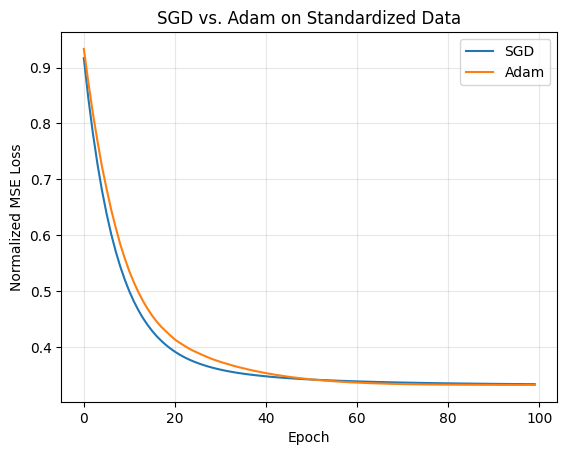 SGD vs. Adam on Standardized Data
SGD
Adam
Normalized MSE Loss
0.9
0.8
0.7
0.6
0.5
0.4
0 20 40 60 80 100
Epoch